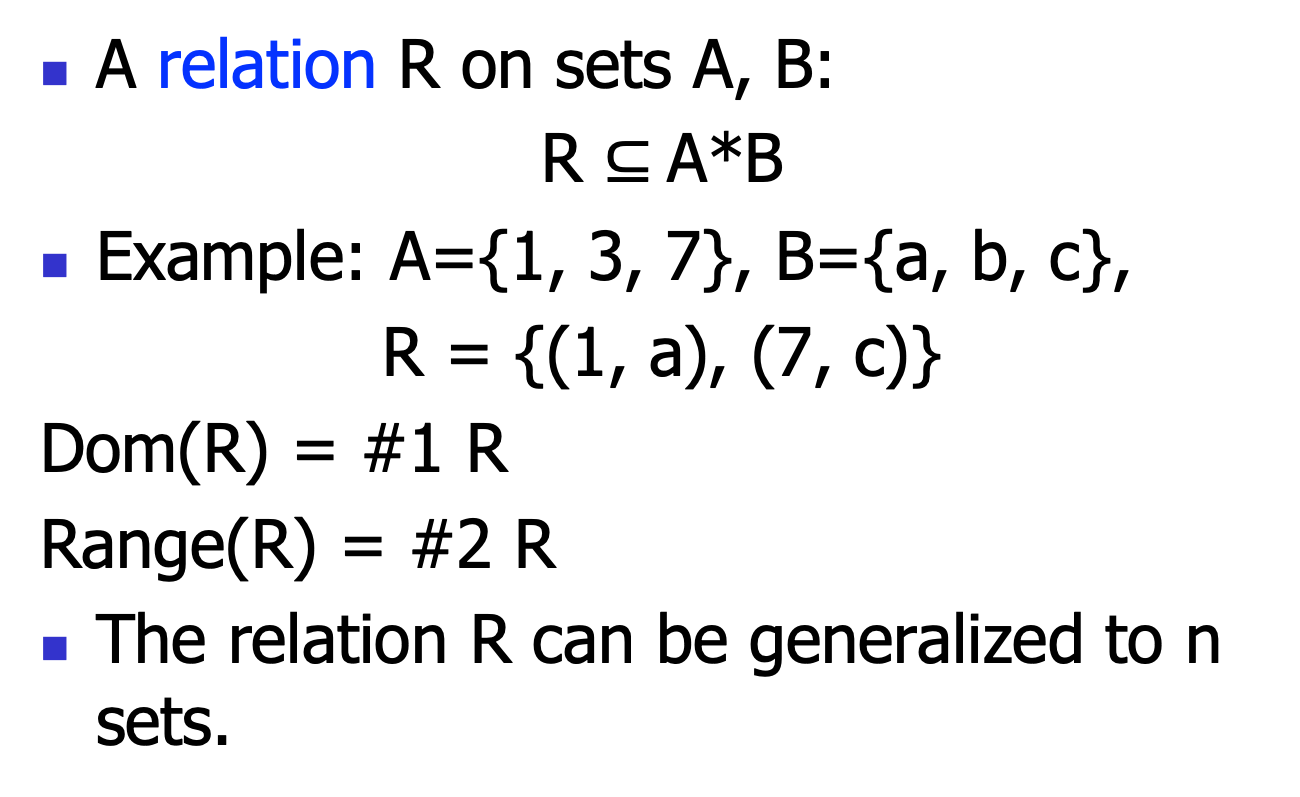 ▪ A relation R on sets A, B:
R ⊆ A*B
▪ Example: A={1, 3, 7}, B={a, b, c},
R = {(1, a), (7, c)}
Dom(R) = #1 R
Range(R) = #2 R
▪ The relation R can be generalized to n
sets.